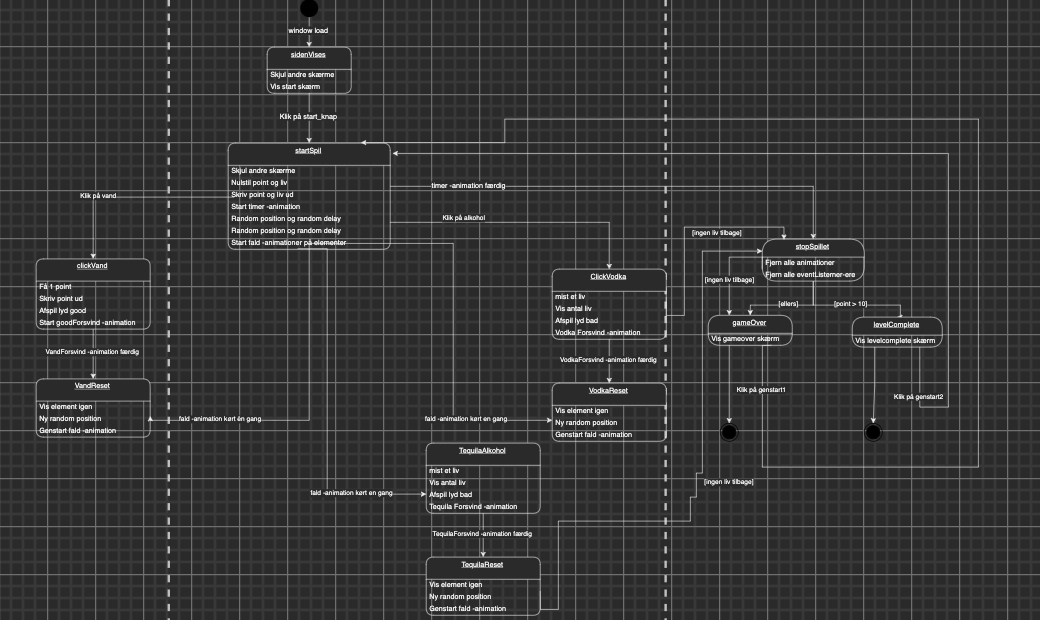 window load
sidenVises
Skjul andre skærme
Vis start skærm
Klik på start_knap
startSpil
Skjul andre skærme
Nulstil point og liv
Skriv point og liv ud
Start timer -animation
Random position og random delay
Random position og random delay
Start fald -animationer på elementer
timer -animation færdig
Klik på vand
Klik på alkohol
clickVand
Få 1 point
Skriv point ud
Afspil lyd good
Start goodForsvind -animation
VandForsvind -animation færdig
VandReset
Vis element igen
Ny random position
Genstart fald -animation
fald -animation kørt én gang
ClickVodka
mist et liv
Vis antal liv
Afspil lyd bad
Vodka Forsvind -animation
VodkaForsvind -animation færdig
VodkaReset
Vis element igen
Ny random position
Genstart fald -animation
fald -animation kørt en gang
TequilaAlkohol
mist et liv
Vis antal liv
Afspil lyd bad
Tequila Forsvind -animation
fald -animation kørt en gang
TequilaForsvind -animation færdig
TequilaReset
Vis element igen
Ny random position
Genstart fald -animation
[ingen liv tilbage]
stopSpillet
Fjern alle animationer
Fjern alle eventListerner-ere
[ingen liv tilbage]
[ellers]
[point > 10]
gameOver
Vis gameover skærm
levelComplete
Vis levelcomplete skærm
Klik på genstart1
Klik på genstart2
[ingen liv tilbage]